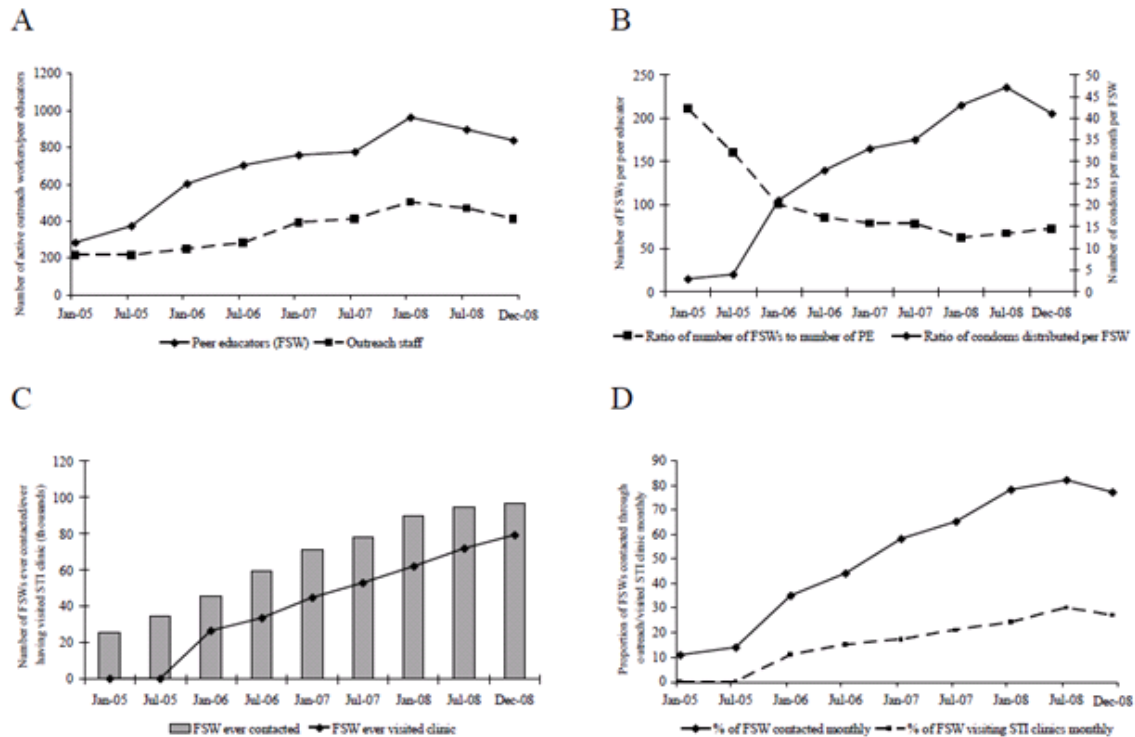 A
Number of active outreach workers/peer educators
1200
1000
800
600
400
200
0
Jan-05 Jul-05 Jan-06 Jul-06 Jan-07 Jul-07 Jan-08 Jul-08 Dec-08
Peer educators (FSW) Outreach staff
B
Number of FSWs per peer educator
250
200
150
100
50
0
50
45
40
35
30
25
20
15
10
5
0
Number of condoms per month per FSW
Jan-05 Jul-05 Jan-06 Jul-06 Jan-07 Jul-07 Jan-08 Jul-08 Dec-08
Ratio of number of FSWs to number of PE Ratio of condoms distributed per FSW
C
Number of FSWs ever contacted/ever
having visited STI clinic (thousands)
120
100
80
60
40
20
0
Jan-05 Jul-05 Jan-06 Jul-06 Jan-07 Jul-07 Jan-08 Jul-08 Dec-08
FSW ever contacted FSW ever visited clinic
D
Proportion of FSWs contacted through
outreach/visited STI clinic monthly
90
80
70
60
50
40
30
20
10
0
Jan-05 Jul-05 Jan-06 Jul-06 Jan-07 Jul-07 Jan-08 Jul-08 Dec-08
% of FSW contacted monthly % of FSW visiting STI clinics monthly